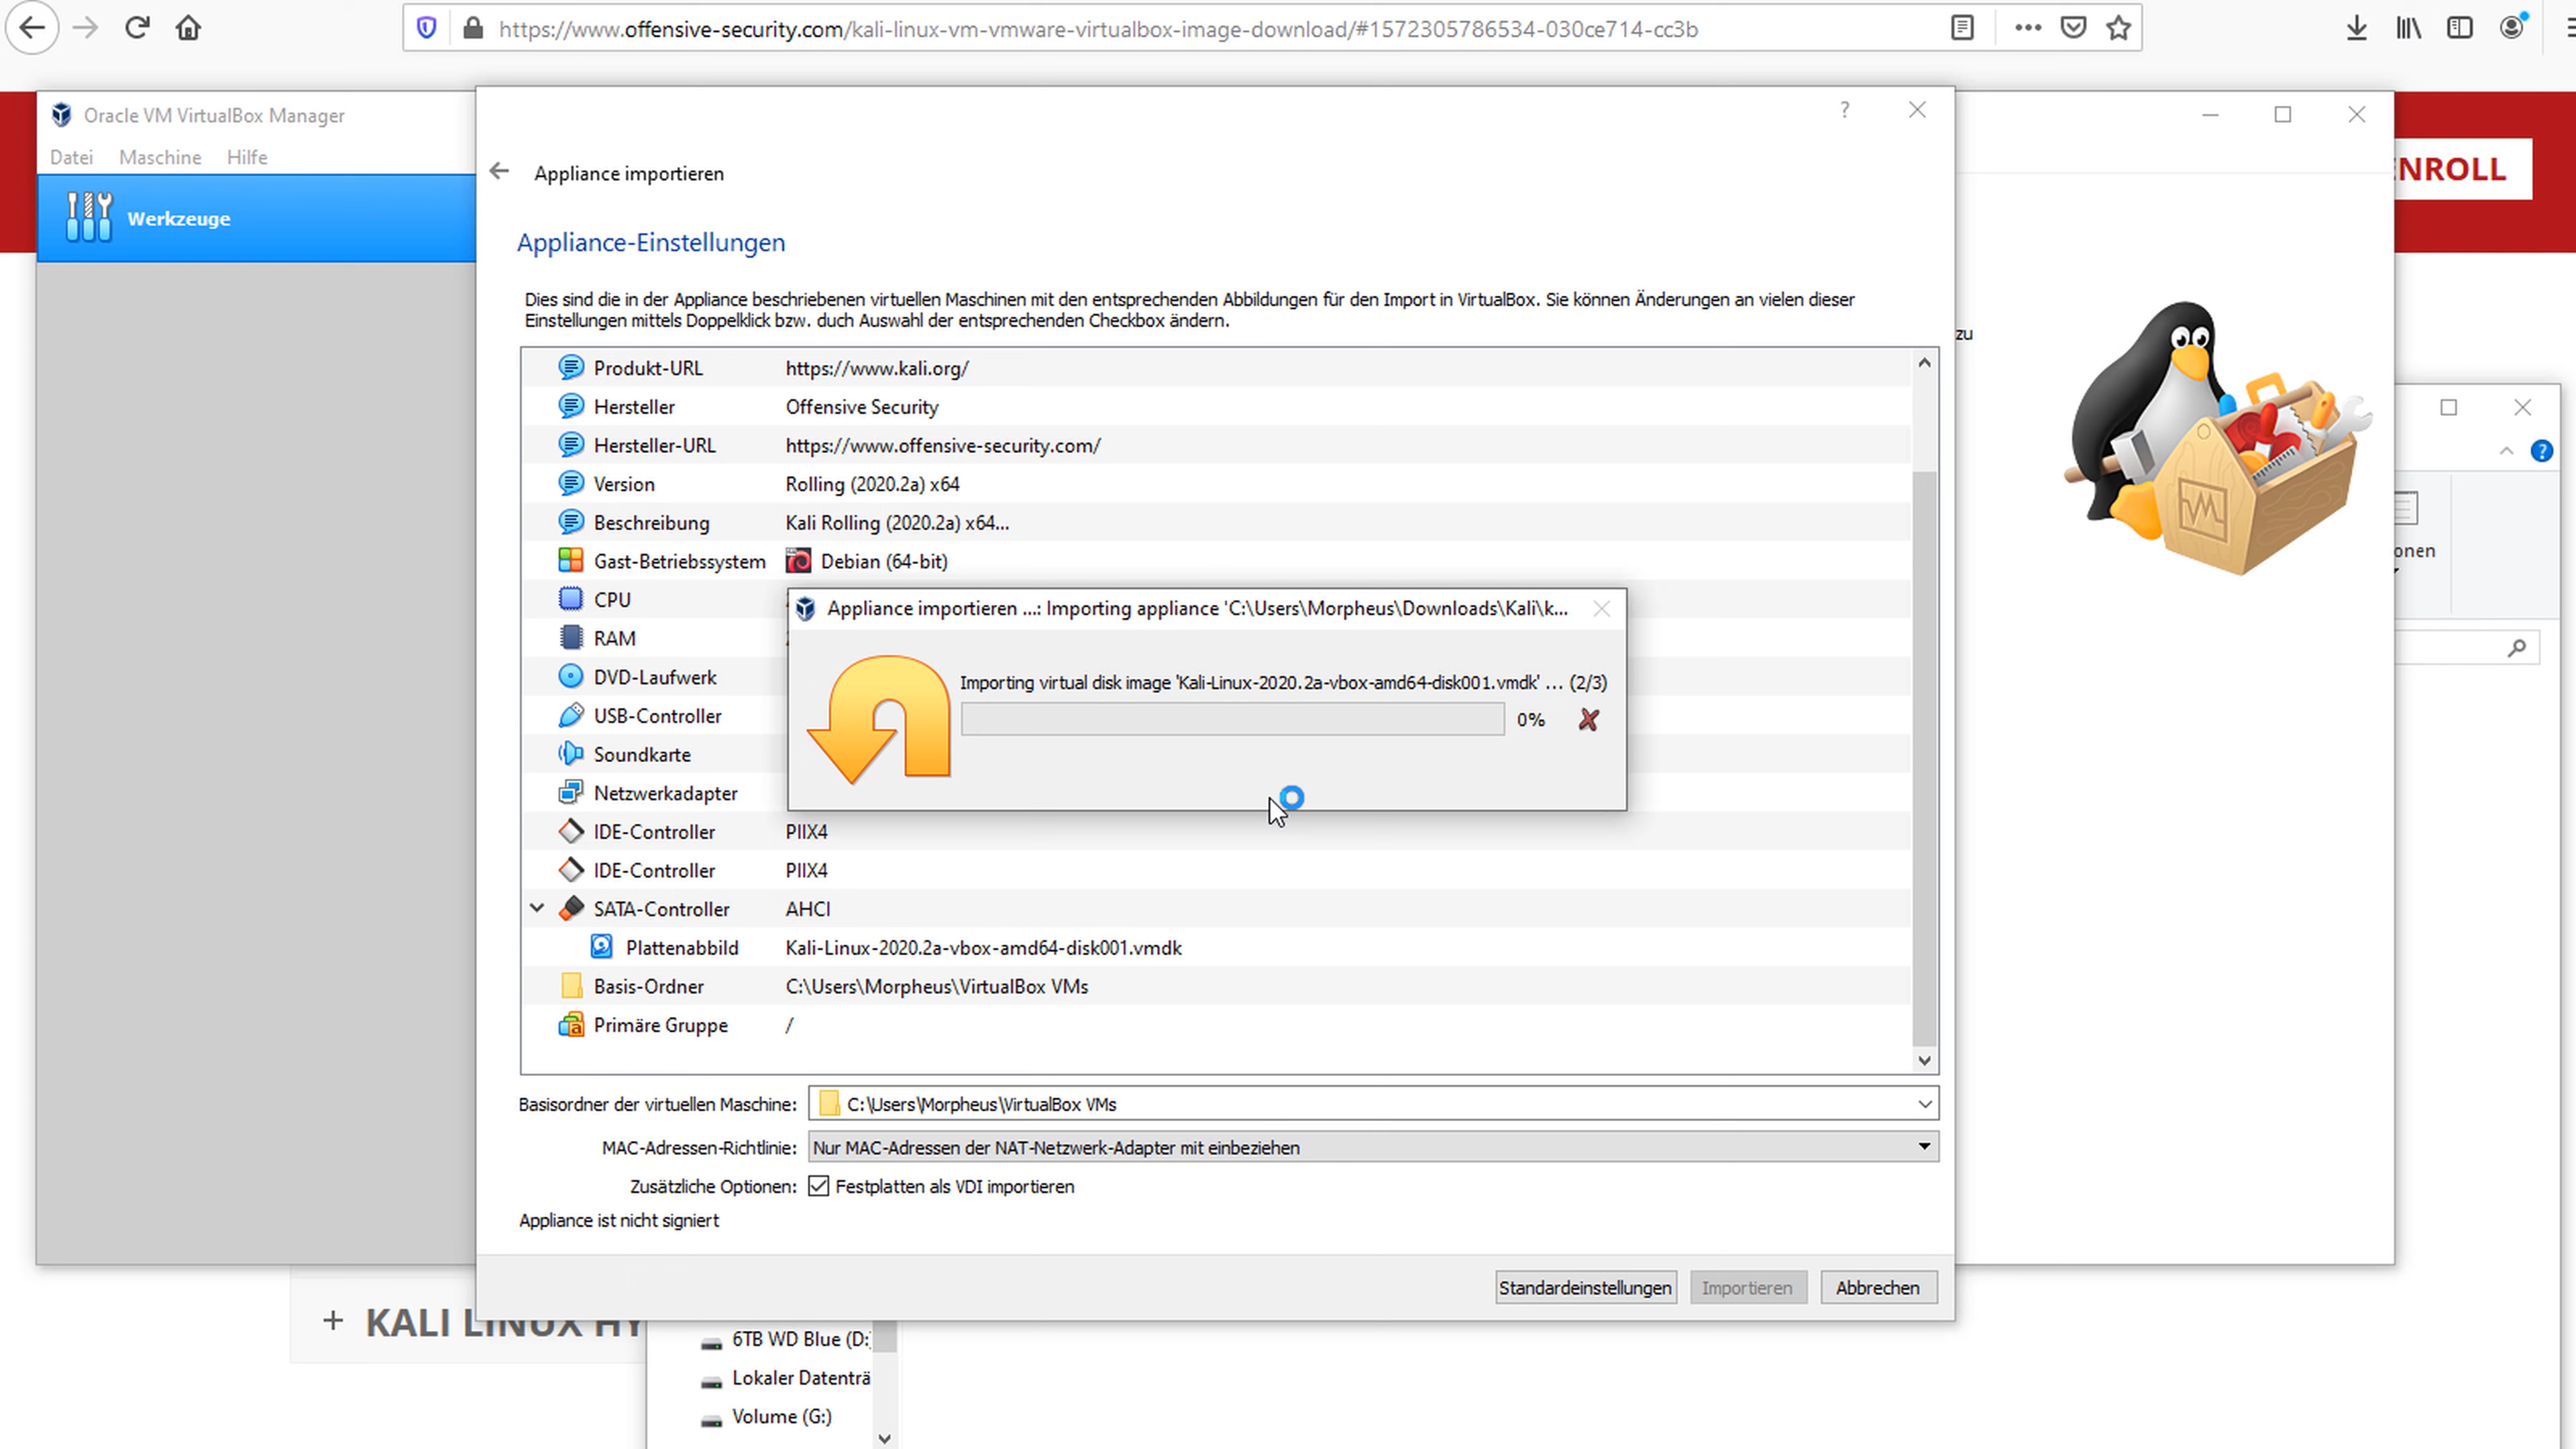 https://www.offensive-security.com/kali-linux-vm-vmware-virtualbox-image-download/#1572305786534-030ce714-cc3b
Oracle VM VirtualBox Manager
Datei Maschine Hilfe
Werkzeuge
?
Appliance importieren
Appliance-Einstellungen
Dies sind die in der Appliance beschriebenen virtuellen Maschinen mit den entsprechenden Abbildungen für den Import in VirtualBox. Sie können Änderungen an vielen dieser
Einstellungen mittels Doppelklick bzw. duch Auswahl der entsprechenden Checkbox ändern.
zu
NROLL
onen
Produkt-URL https://www.kali.org/
Hersteller Offensive Security
Hersteller-URL https://www.offensive-security.com/
Version Rolling (2020.2a) x64
Beschreibung Kali Rolling (2020.2a) x64...
Gast-Betriebssystem Debian (64-bit)
CPU
RAM
DVD-Laufwerk
USB-Controller
Soundkarte
Netzwerkadapter
IDE-Controller PIIX4
IDE-Controller PIIX4
SATA-Controller AHCI
Plattenabbild Kali-Linux-2020.2a-vbox-amd64-disk001.vmdk
Basis-Ordner C:\Users\Morpheus\VirtualBox VMs
Primäre Gruppe /
Appliance importieren ...: Importing appliance 'C:\Users\Morpheus\Downloads\Kali\k...
Importing virtual disk image 'Kali-Linux-2020.2a-vbox-amd64-disk001.vmdk' ... (2/3)
0%
Basisordner der virtuellen Maschine: C:\Users\Morpheus\VirtualBox VMs
MAC-Adressen-Richtlinie: Nur MAC-Adressen der NAT-Netzwerk-Adapter mit einbeziehen
Zusätzliche Optionen: Festplatten als VDI importieren
Appliance ist nicht signiert
Standardeinstellungen Importieren Abbrechen
+ KALI LINUX HY
6TB WD Blue (D:
Lokaler Datenträ
Volume (G:)